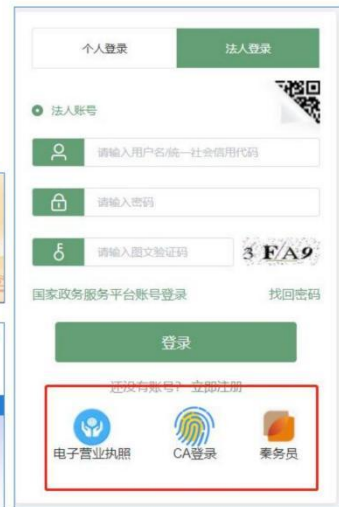 个人登录 法人登录
法人账号
请输入用户名/统一社会信用代码
请输入密码
请输入图文验证码 3 F A 9
国家政务服务平台账号登录 找回密码
登录
还没有账号? 立即注册
电子营业执照 CA登录 秦务员